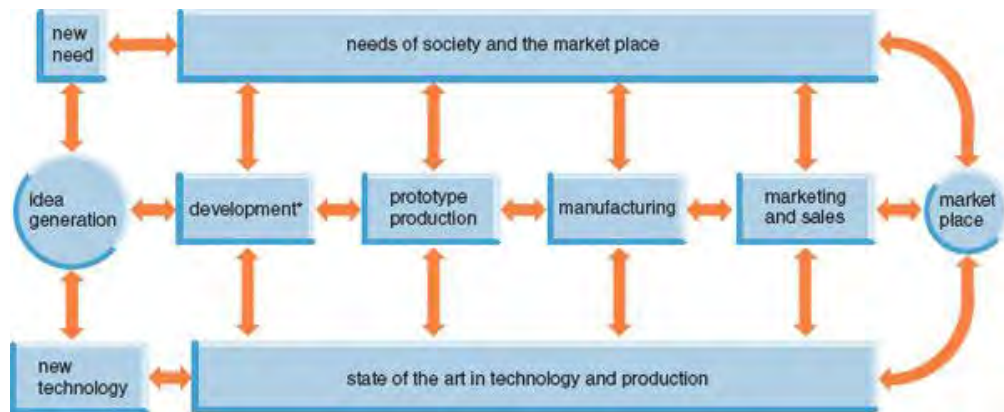 new
need
needs of society and the market place
idea
generation
development*
prototype
production
manufacturing
marketing
and sales
market
place
new
technology
state of the art in technology and production